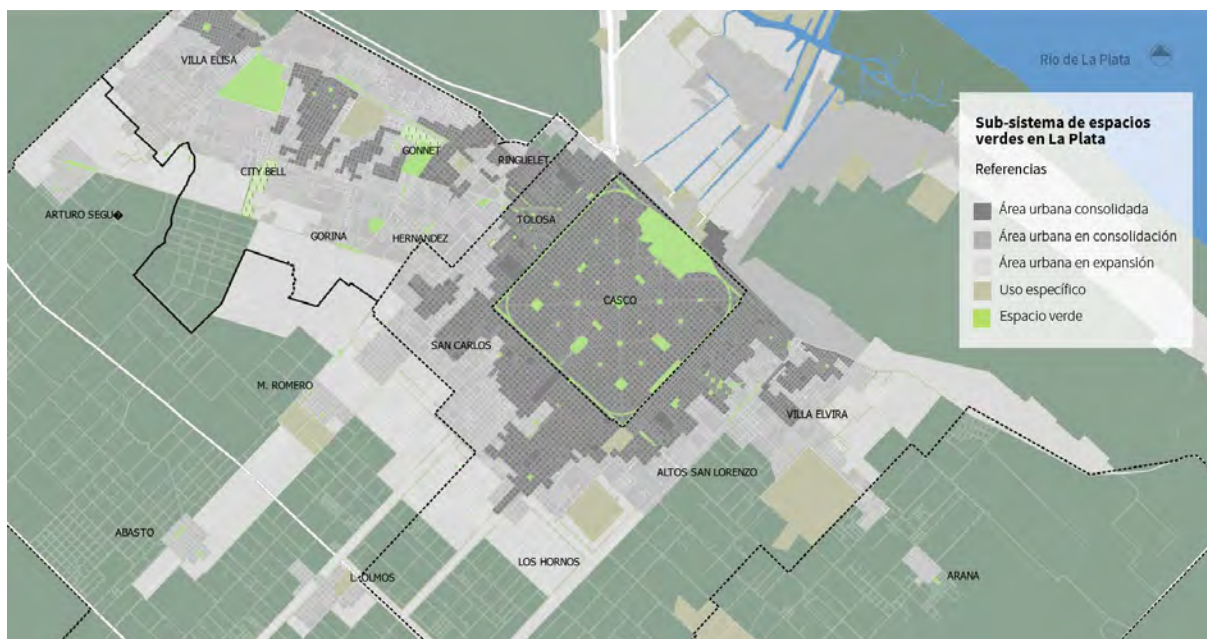 VILLA ELISA
Río de La Plata
Sub-sistema de espacios
verdes en La Plata
Referencias
Área urbana consolidada
Área urbana en consolidación
Área urbana en expansión
Uso específico
Espacio verde
GONNET
RINGUELET
CITY BELL
ARTURO SEGU�
TOLOSA
GORINA
HERNANDEZ
CASCO
SAN CARLOS
M. ROMERO
VILLA ELVIRA
ALTOS SAN LORENZO
ABASTO
LOS HORNOS
L.OLMOS
ARANA